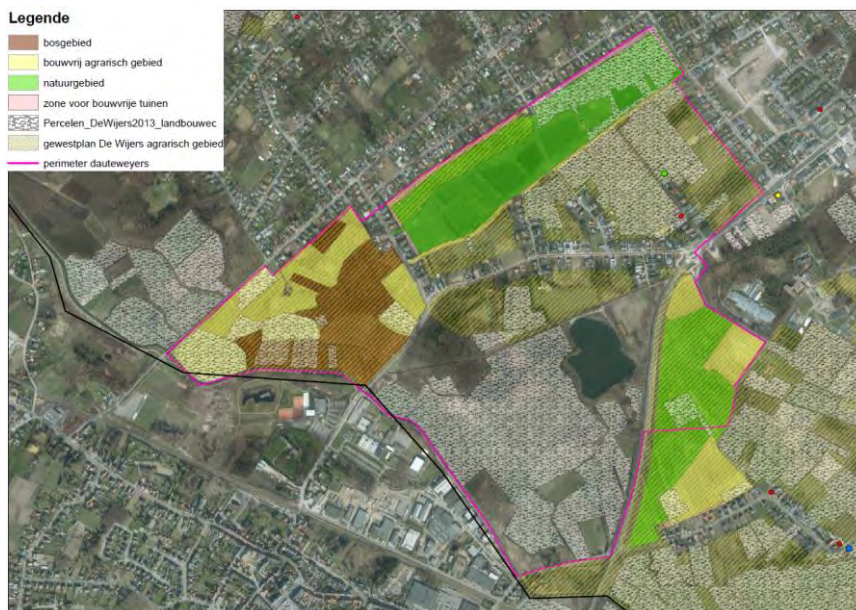 Legende
bosgebied
bouwvrij agrarisch gebied
natuurgebied
zone voor bouwvrije tuinen
Percelen_DeWijers2013_landbouwec
gewestplan De Wijers agrarisch gebied
perimeter dauteweyers